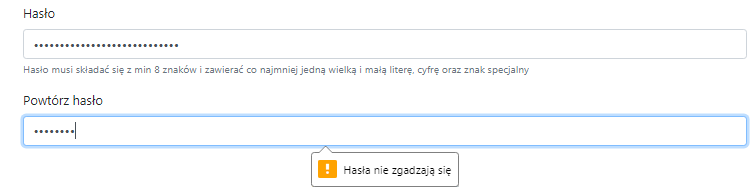 Hasło
••••••••••••••••••••••••••••
Hasło musi składać się z min 8 znaków i zawierać co najmniej jedną wielką i małą literę, cyfrę oraz znak specjalny
Powtórz hasło
••••••••
Hasła nie zgadzają się